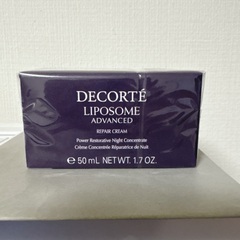 DECORTÉ
LIPOSOME
ADVANCED
REPAIR CREAM
Power Restorative Night Concentrate
Crème Concentrée Réparatrice de Nuit
℮ 50 mL NET WT. 1.7 OZ.